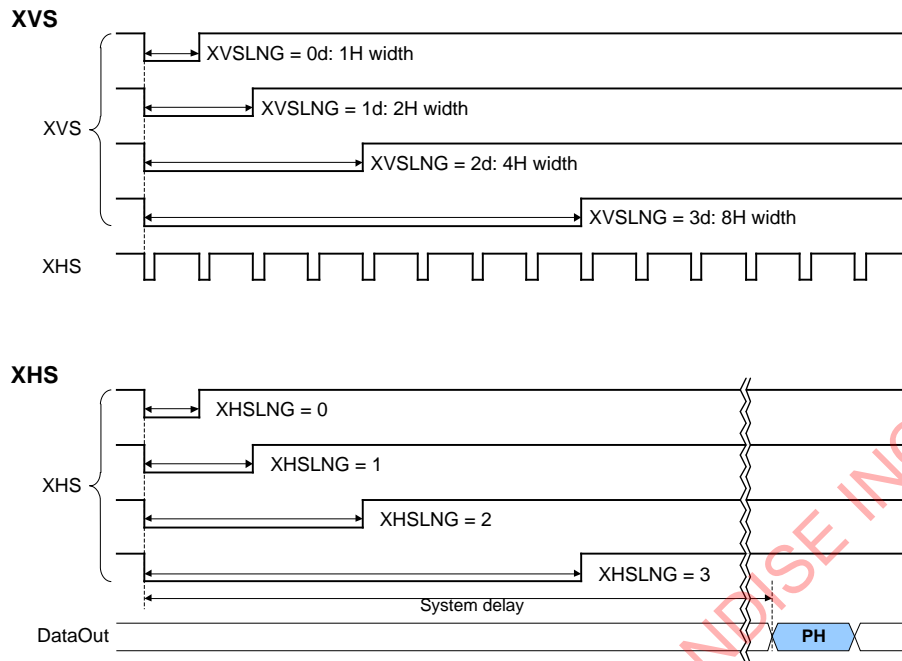 XVS
XVSLNG = 0d: 1H width
XVSLNG = 1d: 2H width
XVS
XVSLNG = 2d: 4H width
XVSLNG = 3d: 8H width
XHS
XHS
XHSLNG = 0
XHSLNG = 1
XHS
XHSLNG = 2
XHSLNG = 3
System delay
DataOut
PH